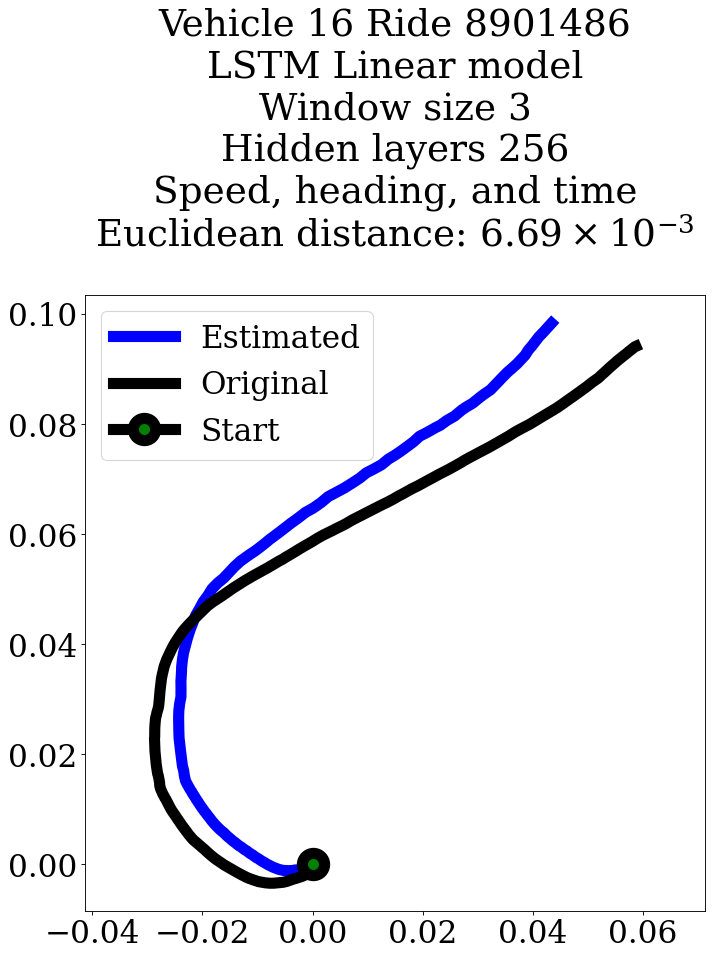 Vehicle 16 Ride 8901486
LSTM Linear model
Window size 3
Hidden layers 256
Speed, heading, and time
Euclidean distance: 6.69 × 10⁻³
Estimated
Original
Start
0.10
0.08
0.06
0.04
0.02
0.00
−0.04 −0.02 0.00 0.02 0.04 0.06